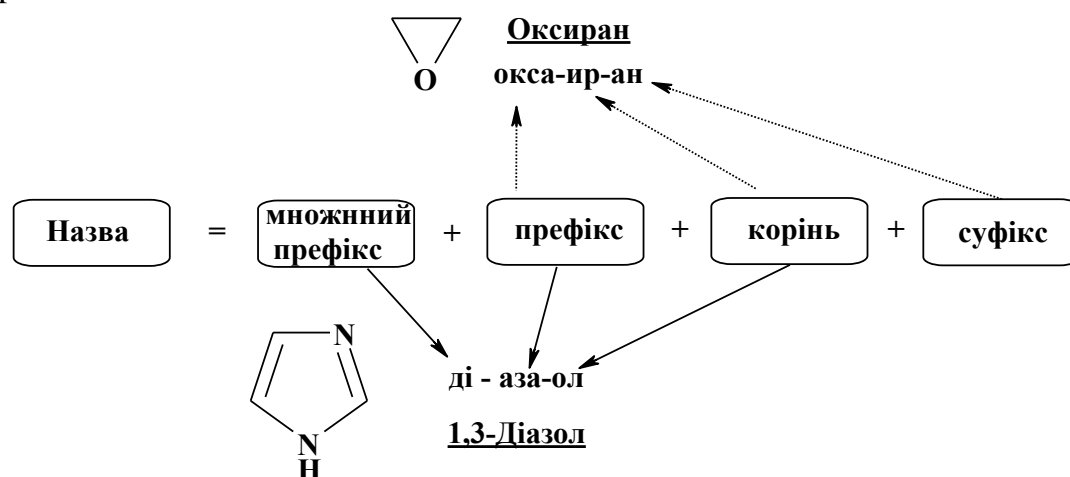 Оксиран
O
окса-ир-ан
Назва = множнний префікс + префікс + корінь + суфікс
N
ді - аза-ол
1,3-Діазол
N
H